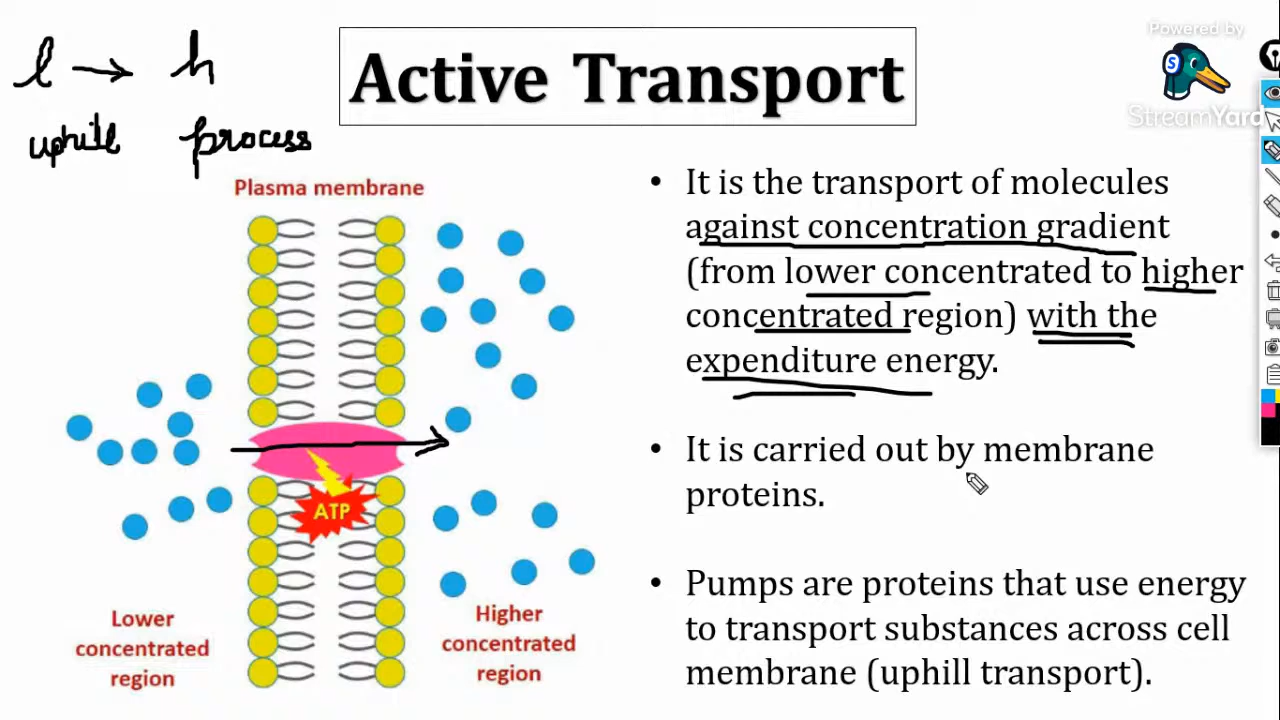 Powered by
S
StreamYard
l → h
uphill process
Active Transport
Plasma membrane
ATP
Lower
concentrated
region
Higher
concentrated
region
• It is the transport of molecules
against concentration gradient
(from lower concentrated to higher
concentrated region) with the
expenditure energy.
• It is carried out by membrane
proteins.
• Pumps are proteins that use energy
to transport substances across cell
membrane (uphill transport).